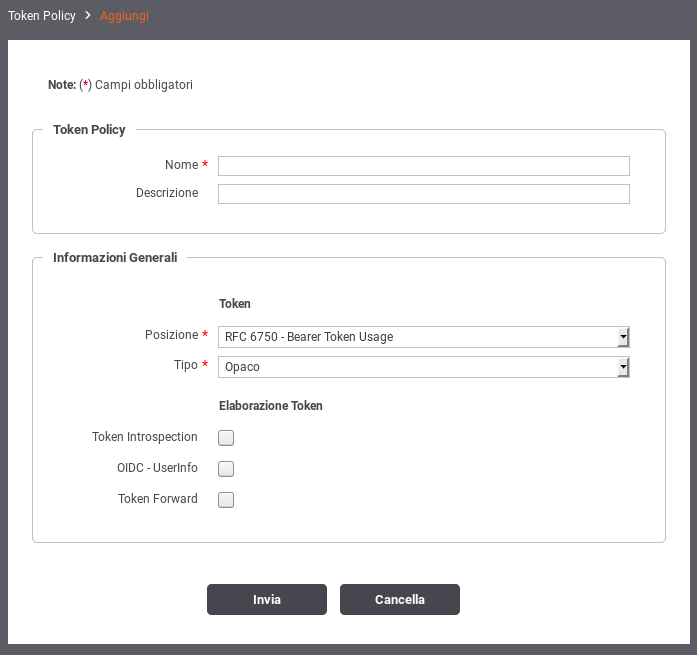 Token Policy > Aggiungi
Note: (*) Campi obbligatori
Token Policy
Nome *
Descrizione
Informazioni Generali
Token
Posizione * RFC 6750 - Bearer Token Usage
Tipo * Opaco
Elaborazione Token
Token Introspection
OIDC - UserInfo
Token Forward
Invia Cancella